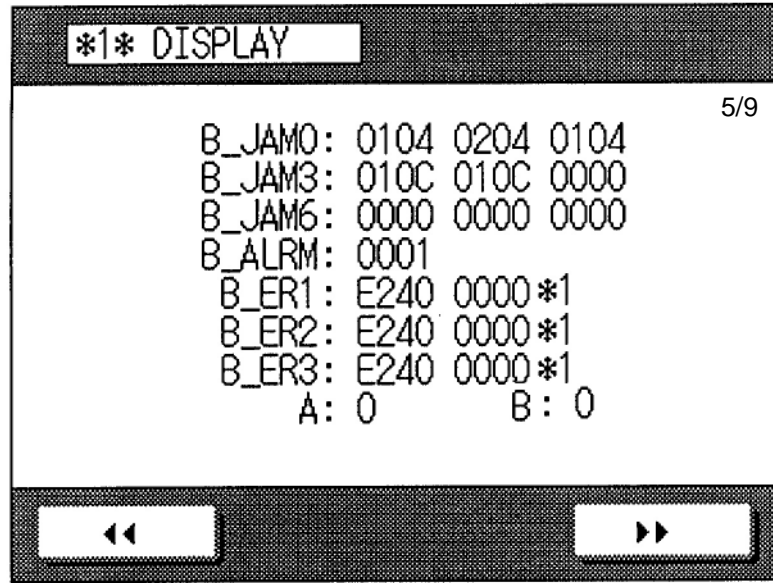 *1* DISPLAY
5/9
B_JAM0: 0104 0204 0104
B_JAM3: 010C 010C 0000
B_JAM6: 0000 0000 0000
B_ALRM: 0001
B_ER1: E240 0000*1
B_ER2: E240 0000*1
B_ER3: E240 0000*1
A: 0 B: 0